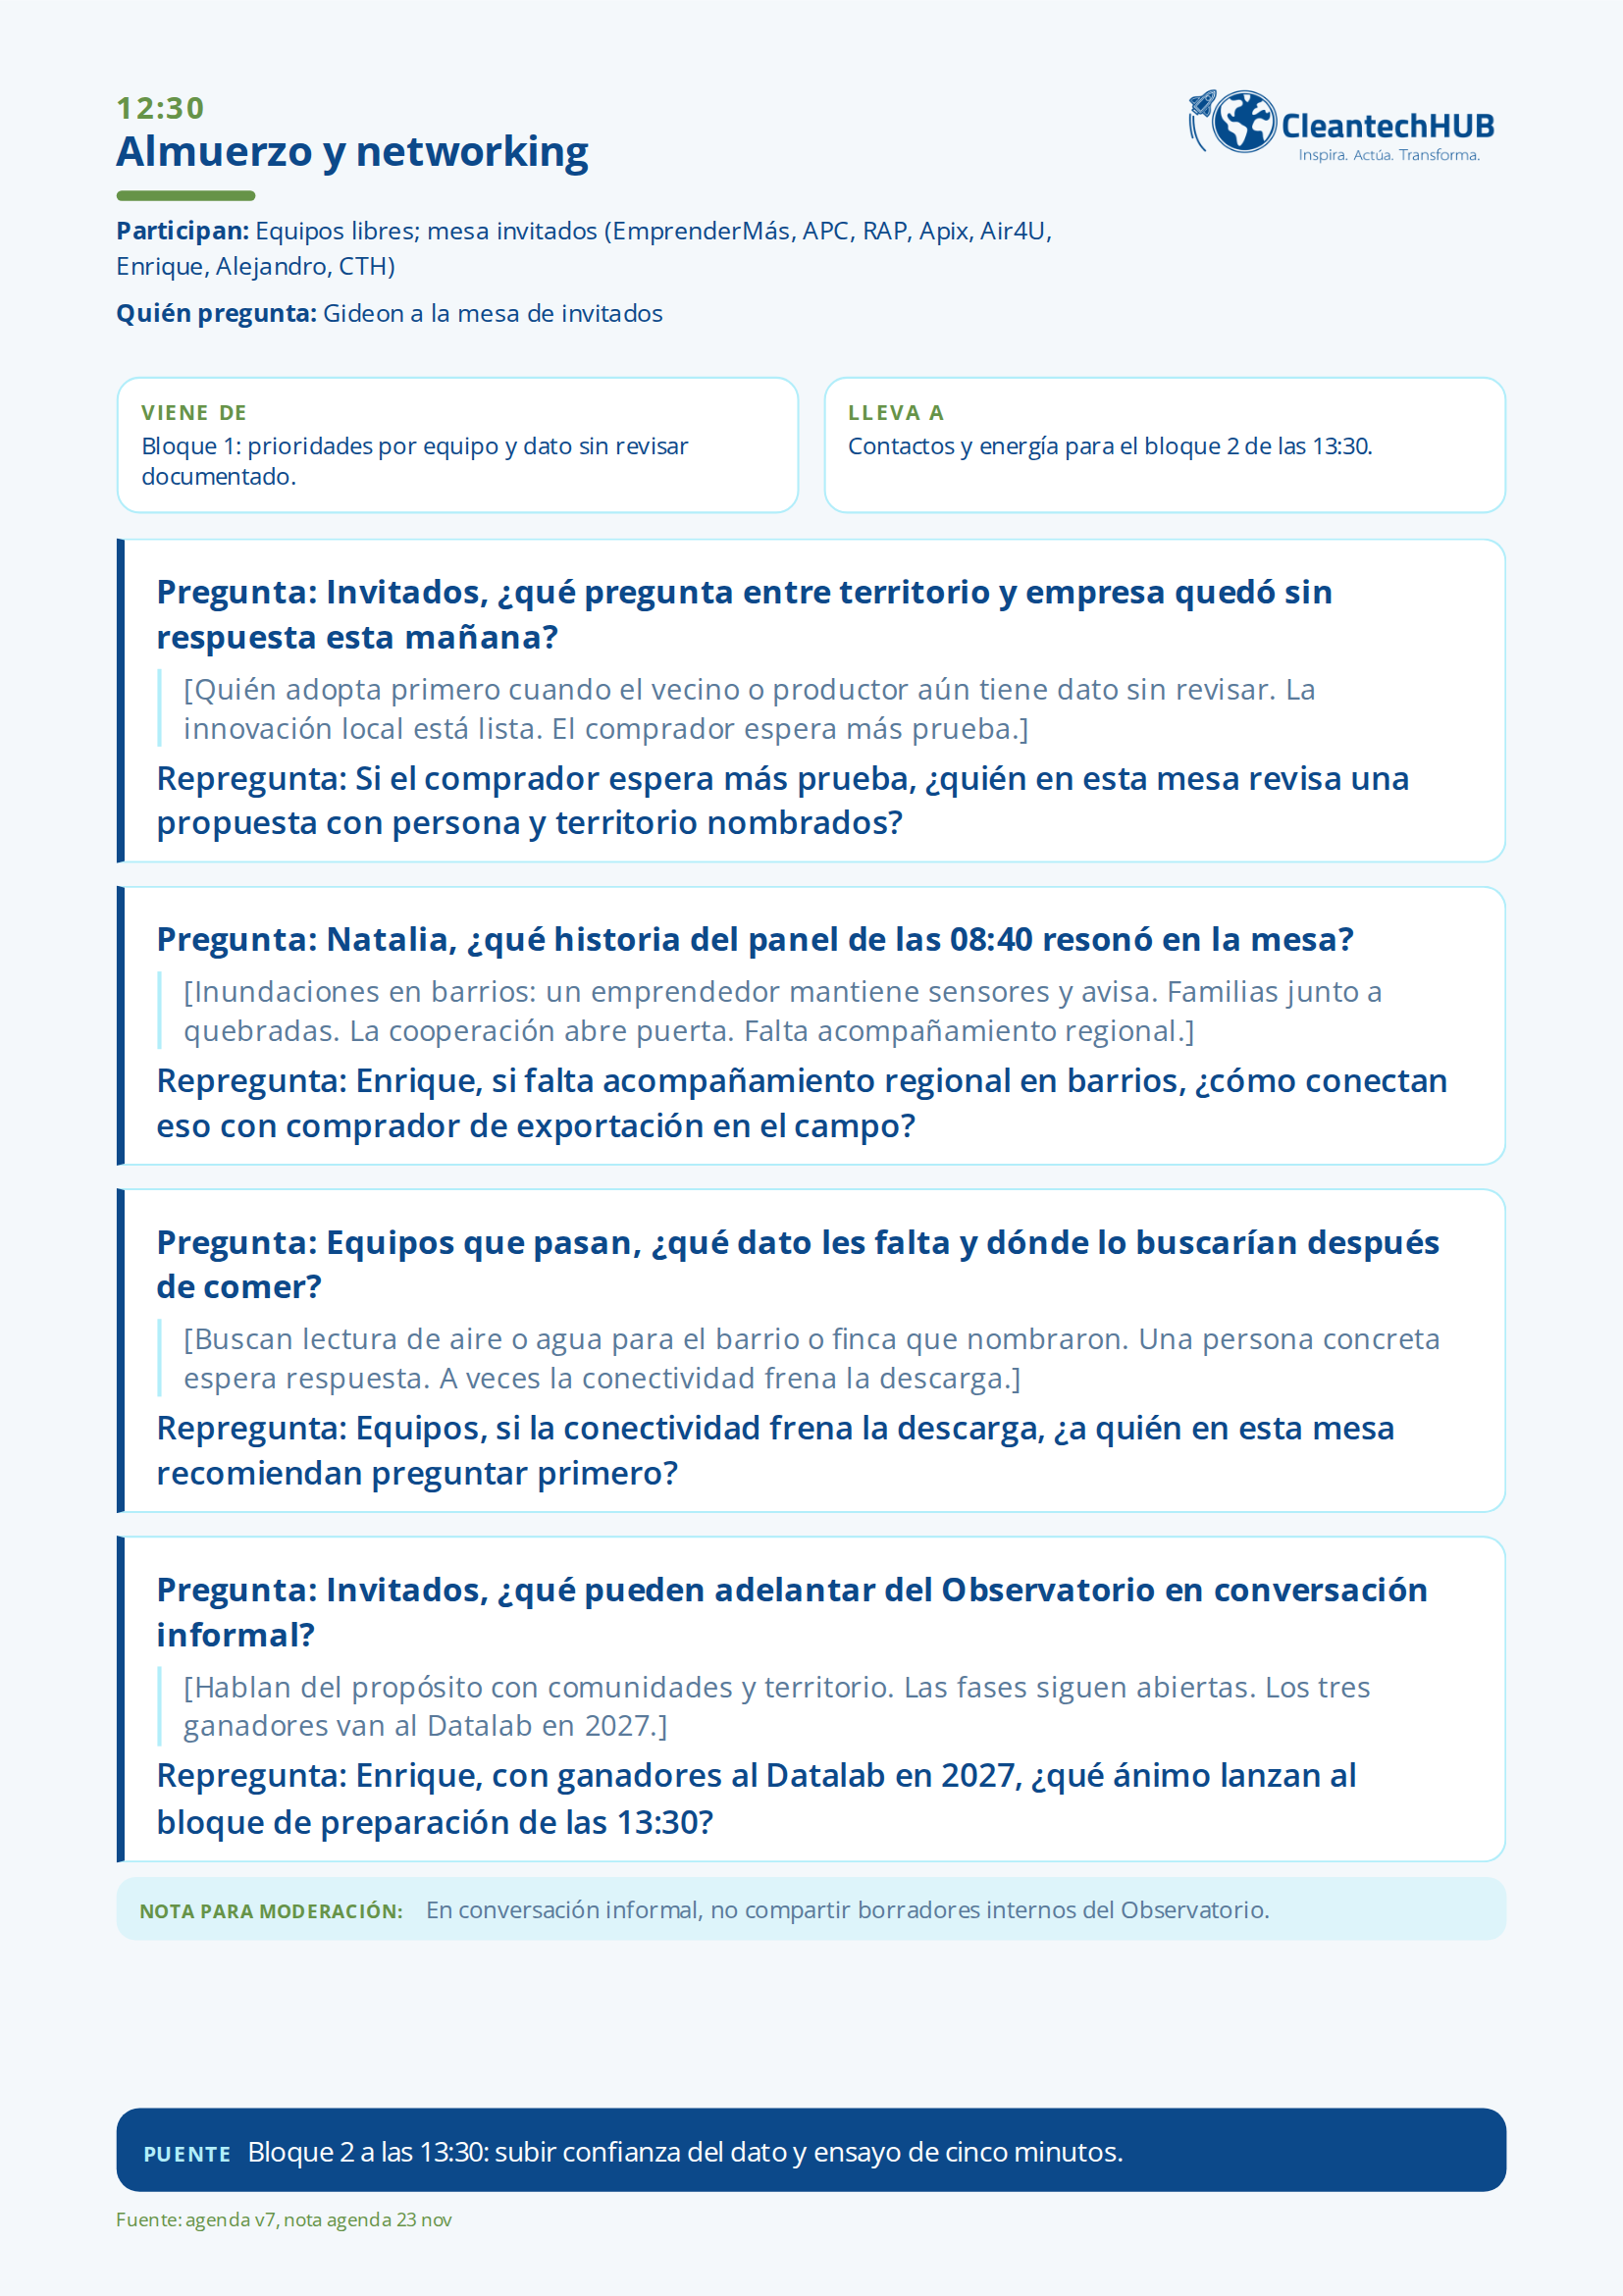 12:30
Almuerzo y networking
CleantechHUB
Inspira. Actúa. Transforma.
Participan: Equipos libres; mesa invitados (EmprenderMás, APC, RAP, Apix, Air4U,
Enrique, Alejandro, CTH)
Quién pregunta: Gideon a la mesa de invitados
VIENE DE
Bloque 1: prioridades por equipo y dato sin revisar
documentado.
LLEVA A
Contactos y energía para el bloque 2 de las 13:30.
Pregunta: Invitados, ¿qué pregunta entre territorio y empresa quedó sin
respuesta esta mañana?
[Quién adopta primero cuando el vecino o productor aún tiene dato sin revisar. La
innovación local está lista. El comprador espera más prueba.]
Repregunta: Si el comprador espera más prueba, ¿quién en esta mesa revisa una
propuesta con persona y territorio nombrados?
Pregunta: Natalia, ¿qué historia del panel de las 08:40 resonó en la mesa?
[Inundaciones en barrios: un emprendedor mantiene sensores y avisa. Familias junto a
quebradas. La cooperación abre puerta. Falta acompañamiento regional.]
Repregunta: Enrique, si falta acompañamiento regional en barrios, ¿cómo conectan
eso con comprador de exportación en el campo?
Pregunta: Equipos que pasan, ¿qué dato les falta y dónde lo buscarían después
de comer?
[Buscan lectura de aire o agua para el barrio o finca que nombraron. Una persona concreta
espera respuesta. A veces la conectividad frena la descarga.]
Repregunta: Equipos, si la conectividad frena la descarga, ¿a quién en esta mesa
recomiendan preguntar primero?
Pregunta: Invitados, ¿qué pueden adelantar del Observatorio en conversación
informal?
[Hablan del propósito con comunidades y territorio. Las fases siguen abiertas. Los tres
ganadores van al Datalab en 2027.]
Repregunta: Enrique, con ganadores al Datalab en 2027, ¿qué ánimo lanzan al
bloque de preparación de las 13:30?
NOTA PARA MODERACIÓN: En conversación informal, no compartir borradores internos del Observatorio.
PUENTE Bloque 2 a las 13:30: subir confianza del dato y ensayo de cinco minutos.
Fuente: agenda v7, nota agenda 23 nov